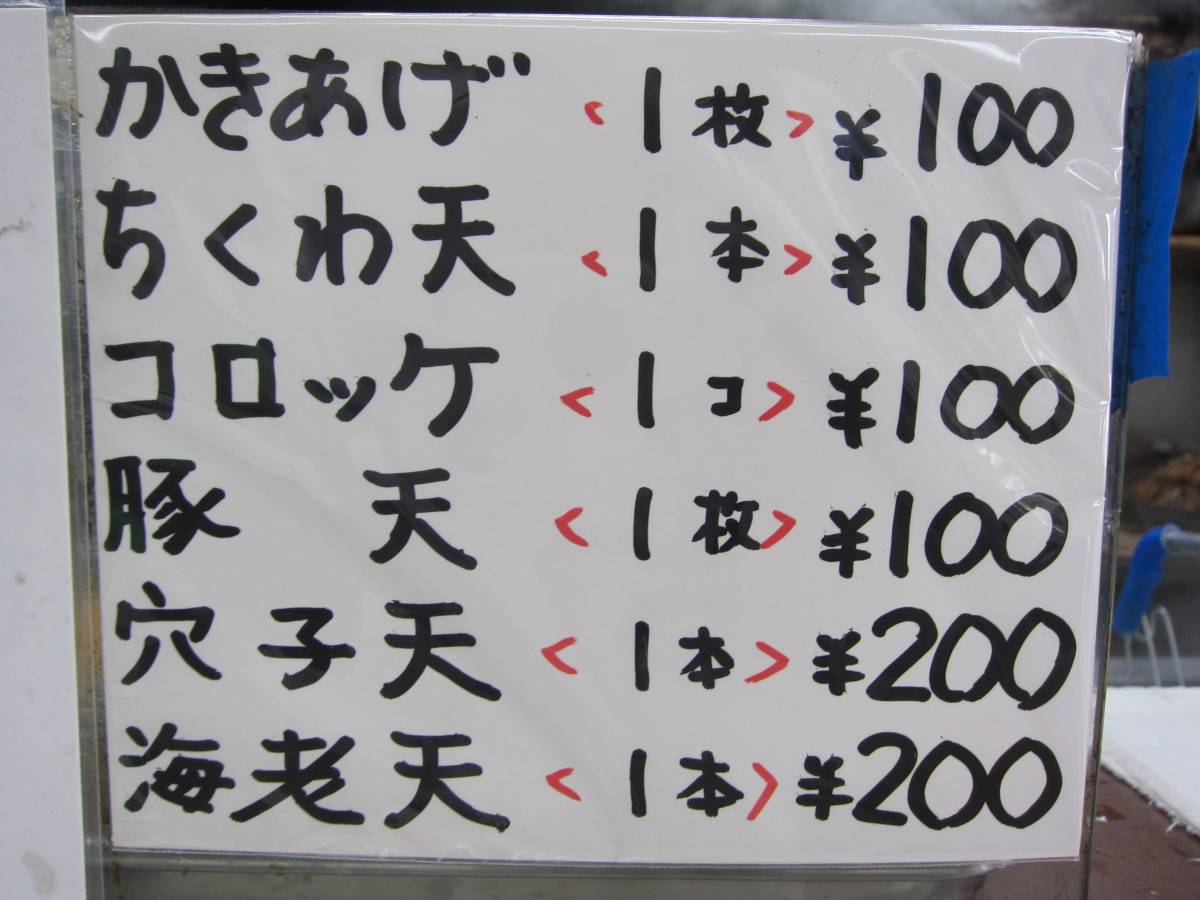 かきあげ <1枚> ¥100
ちくわ天 <1本> ¥100
コロッケ <1コ> ¥100
豚天 <1枚> ¥100
穴子天 <1本> ¥200
海老天 <1本> ¥200